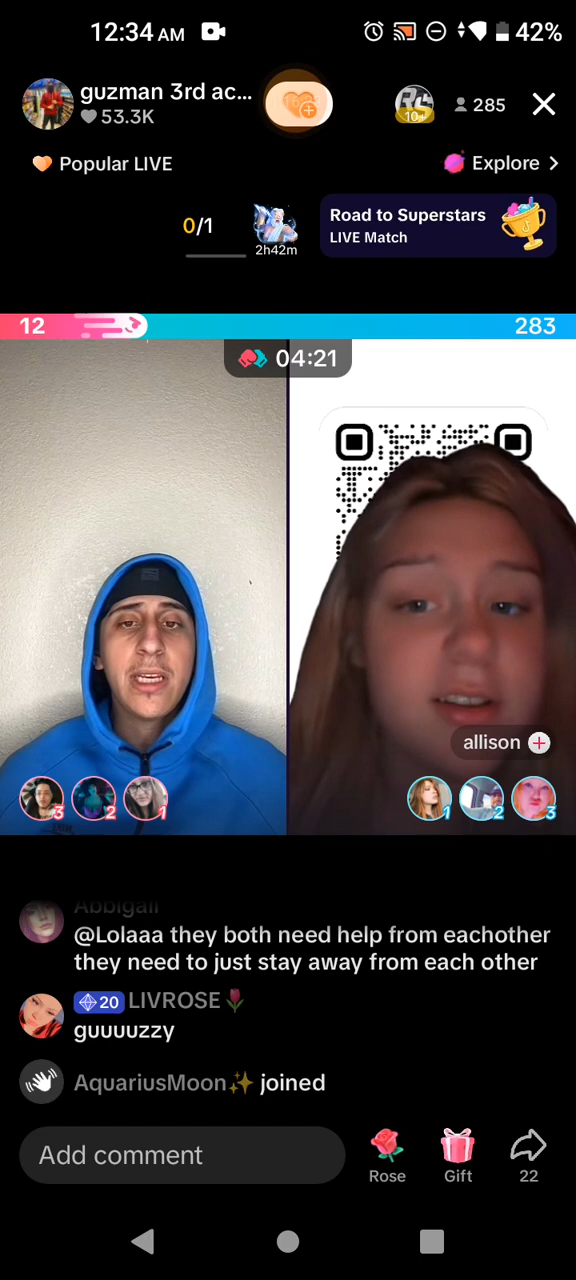 12:34 AM
42%
guzman 3rd ac...
53.3K
10+
285
Popular LIVE
Explore >
0/1
2h42m
Road to Superstars
LIVE Match
12
283
04:21
allison
3
2
1
1
2
3
Abbigail
@Lolaaa they both need help from eachother
they need to just stay away from each other
20 LIVROSE🌷
guuuuzzy
AquariusMoon✨ joined
Add comment
Rose
Gift
22